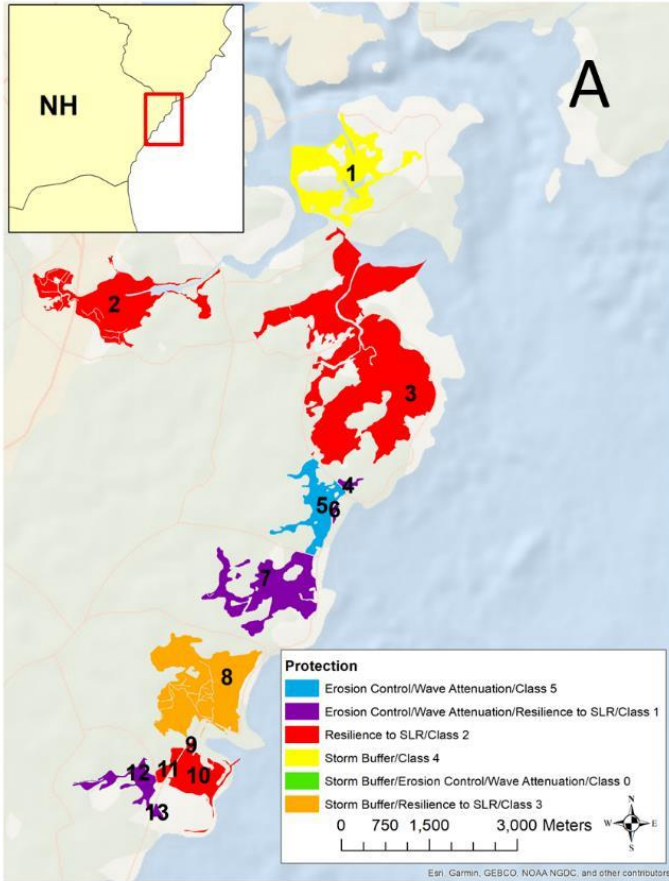 NH
A
1
2
3
4
5
6
7
8
9
10
11
12
13
Protection
Erosion Control/Wave Attenuation/Class 5
Erosion Control/Wave Attenuation/Resilience to SLR/Class 1
Resilience to SLR/Class 2
Storm Buffer/Class 4
Storm Buffer/Erosion Control/Wave Attenuation/Class 0
Storm Buffer/Resilience to SLR/Class 3
0 750 1,500 3,000 Meters
N
W E
S
Esri, Garmin, GEBCO, NOAA NGDC, and other contributors